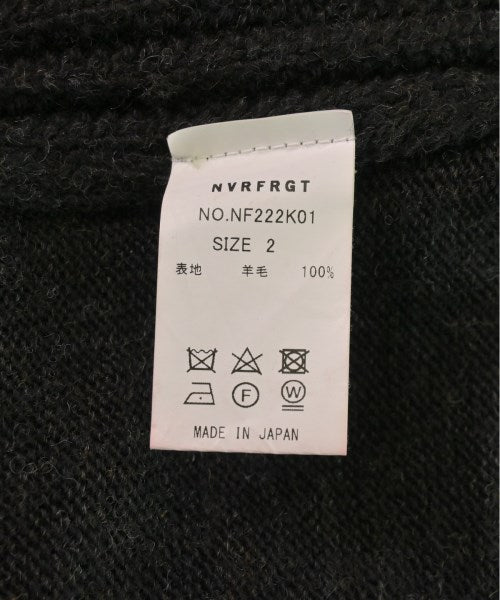 NVRFRGT
NO.NF222K01
SIZE 2
表地 羊毛 100%
F W
MADE IN JAPAN